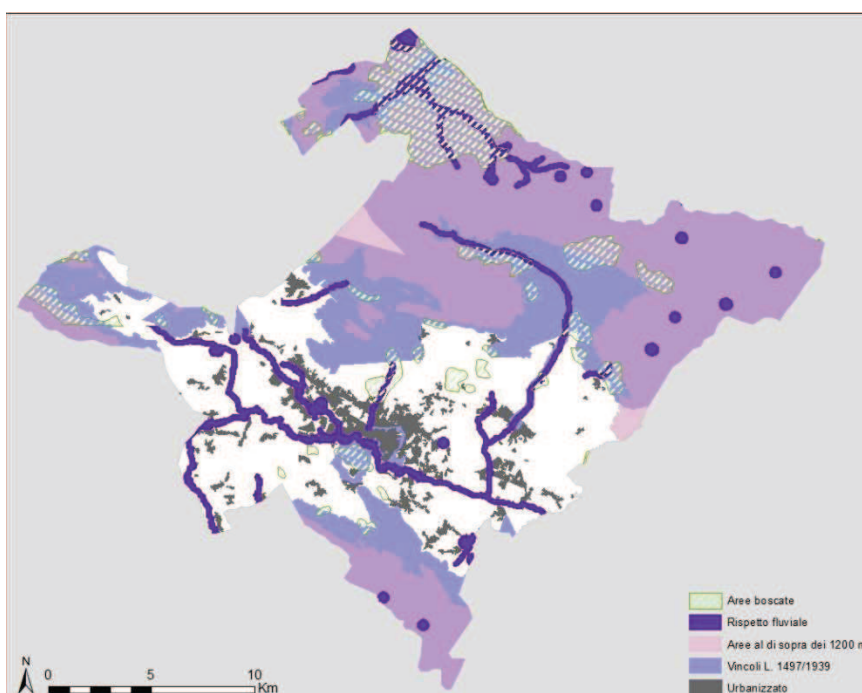 Aree boscate
Rispetto fluviale
Aree al di sopra dei 1200 m
Vincoli L. 1497/1939
Urbanizzato
N
0 5 10
Km